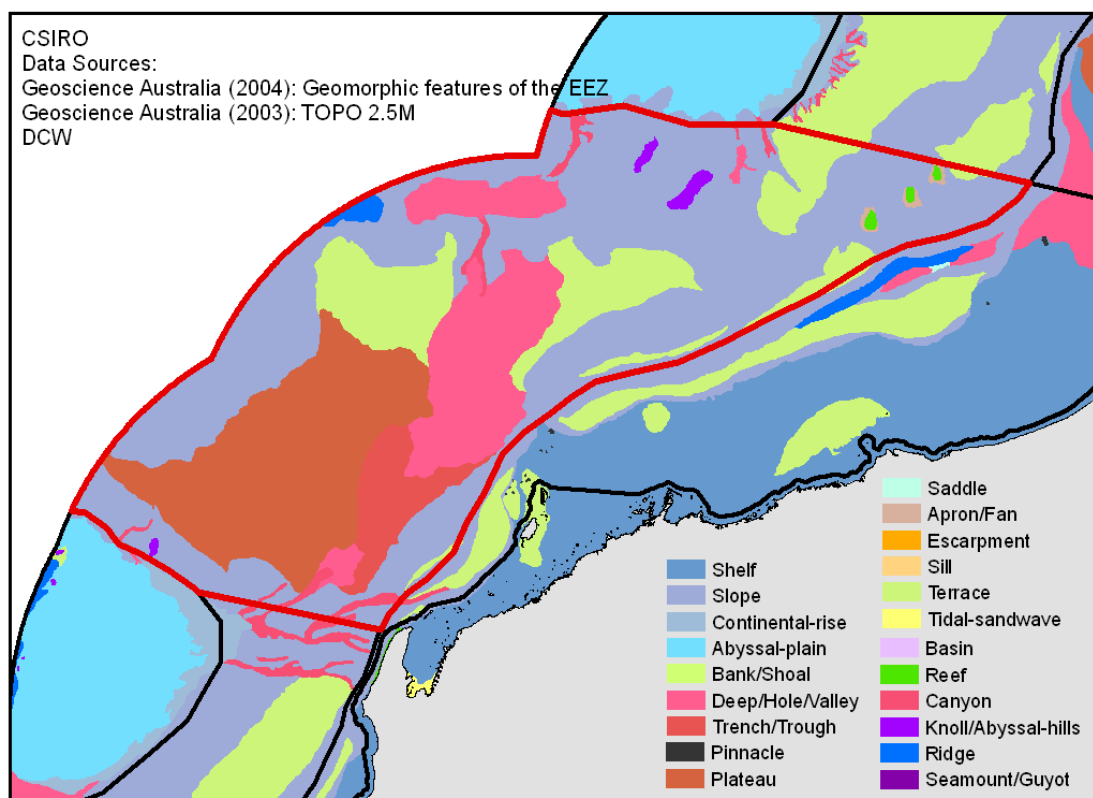 CSIRO
Data Sources:
Geoscience Australia (2004): Geomorphic features of the EEZ
Geoscience Australia (2003): TOPO 2.5M
DCW
Shelf
Slope
Continental-rise
Abyssal-plain
Bank/Shoal
Deep/Hole/Valley
Trench/Trough
Pinnacle
Plateau
Saddle
Apron/Fan
Escarpment
Sill
Terrace
Tidal-sandwave
Basin
Reef
Canyon
Knoll/Abyssal-hills
Ridge
Seamount/Guyot